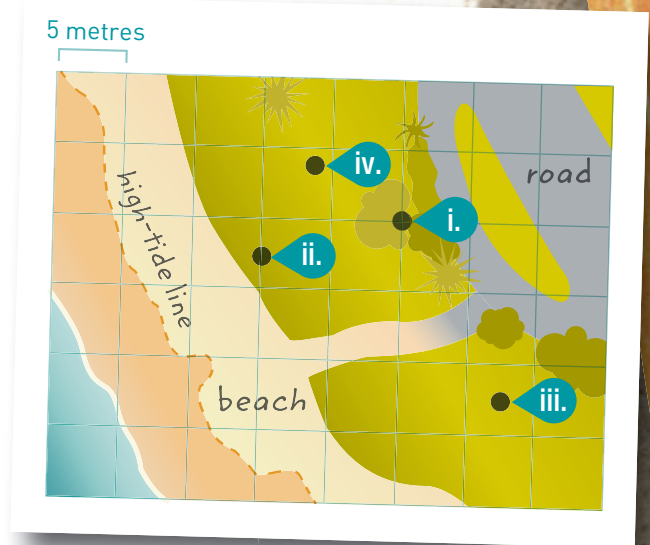 5 metres
iv.
road
i.
high-tide line
ii.
beach
iii.